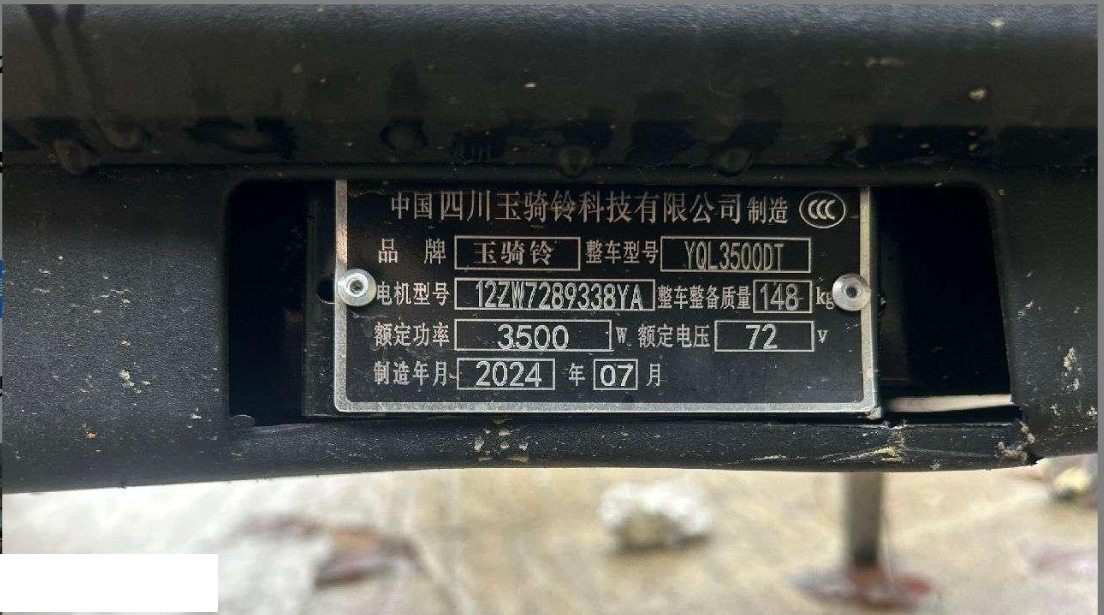 中国四川玉骑铃科技有限公司制造 CCC
品牌 玉骑铃 整车型号 YQL3500DT
电机型号 12ZW7289338YA 整车整备质量 148 kg
额定功率 3500 W 额定电压 72 V
制造年月 2024 年 07 月